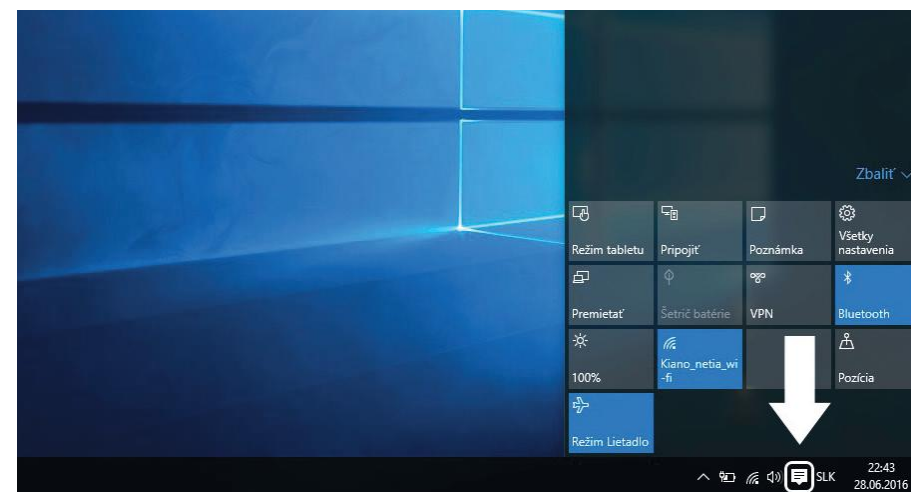 Zbaliť
Režim tabletu
Pripojiť
Poznámka
Všetky
nastavenia
Premietať
Šetrič batérie
VPN
Bluetooth
100%
Kiano_netia_wi
-fi
Pozícia
Režim Lietadlo
SLK
22:43
28.06.2016